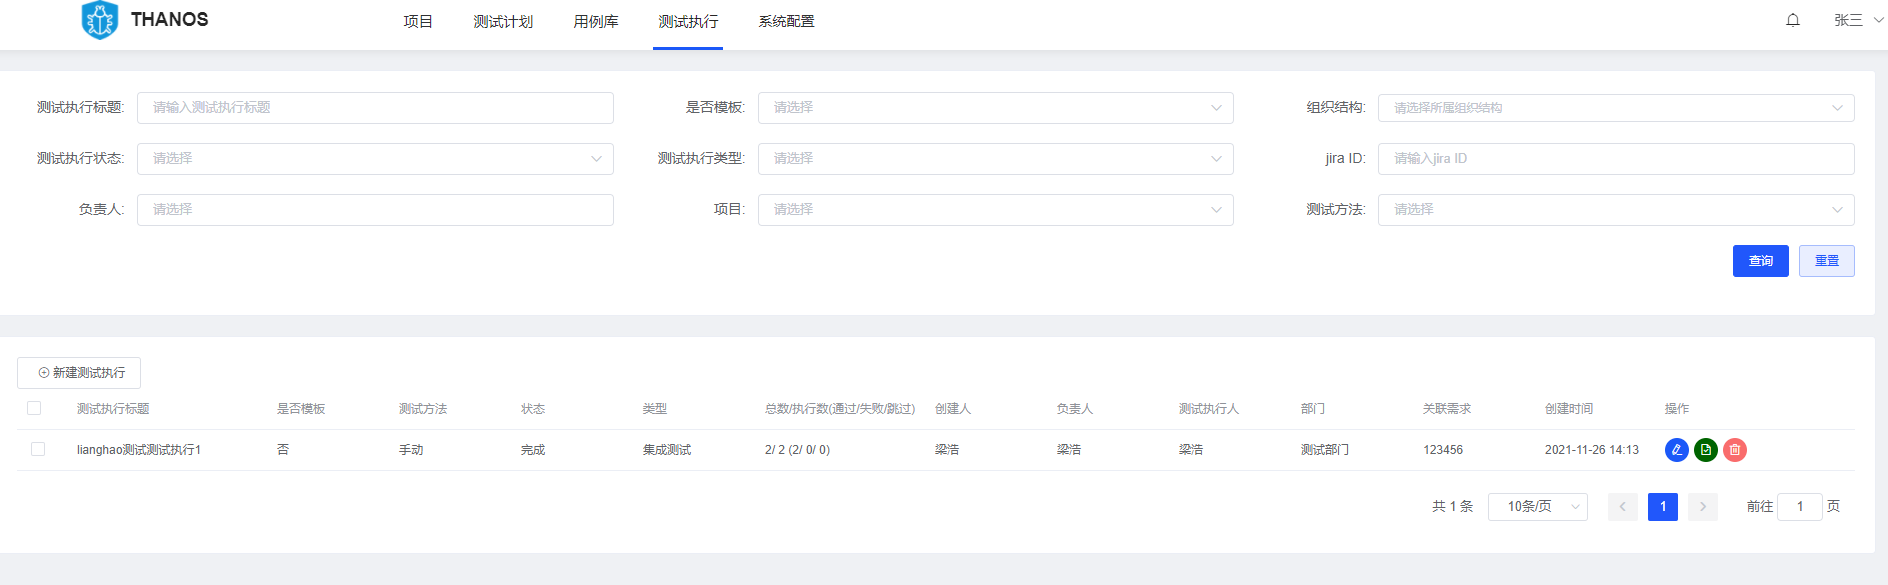 THANOS 项目 测试计划 用例库 测试执行 系统配置 张三
测试执行标题: 请输入测试执行标题 是否模板: 请选择 组织结构: 请选择所属组织结构
测试执行状态: 请选择 测试执行类型: 请选择 jira ID: 请输入jira ID
负责人: 请选择 项目: 请选择 测试方法: 请选择
查询 重置
新建测试执行
测试执行标题 是否模板 测试方法 状态 类型 总数/执行数(通过/失败/跳过) 创建人 负责人 测试执行人 部门 关联需求 创建时间 操作
lianghao测试测试执行1 否 手动 完成 集成测试 2/ 2 (2/ 0/ 0) 梁浩 梁浩 梁浩 测试部门 123456 2021-11-26 14:13
共 1 条 10条/页 1 前往 1 页